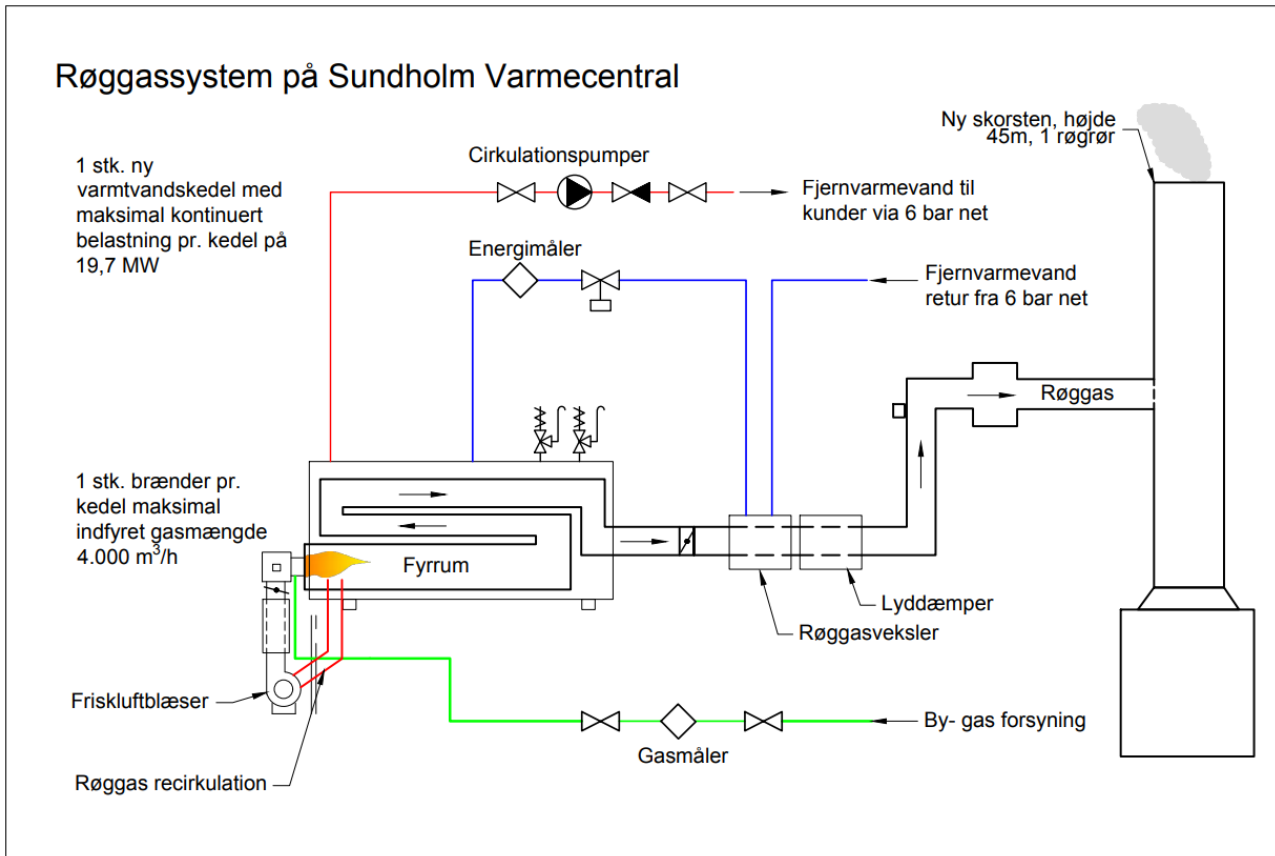 Røggassystem på Sundholm Varmecentral
Ny skorsten, højde
45m, 1 røgrør
1 stk. ny
varmtvandskedel med
maksimal kontinuert
belastning pr. kedel på
19,7 MW
Cirkulationspumper
Fjernvarmevand til
kunder via 6 bar net
Energimåler
Fjernvarmevand
retur fra 6 bar net
Røggas
1 stk. brænder pr.
kedel maksimal
indfyret gasmængde
4.000 m³/h
Fyrrum
Lyddæmper
Røggasveksler
Friskluftblæser
By- gas forsyning
Gasmåler
Røggas recirkulation